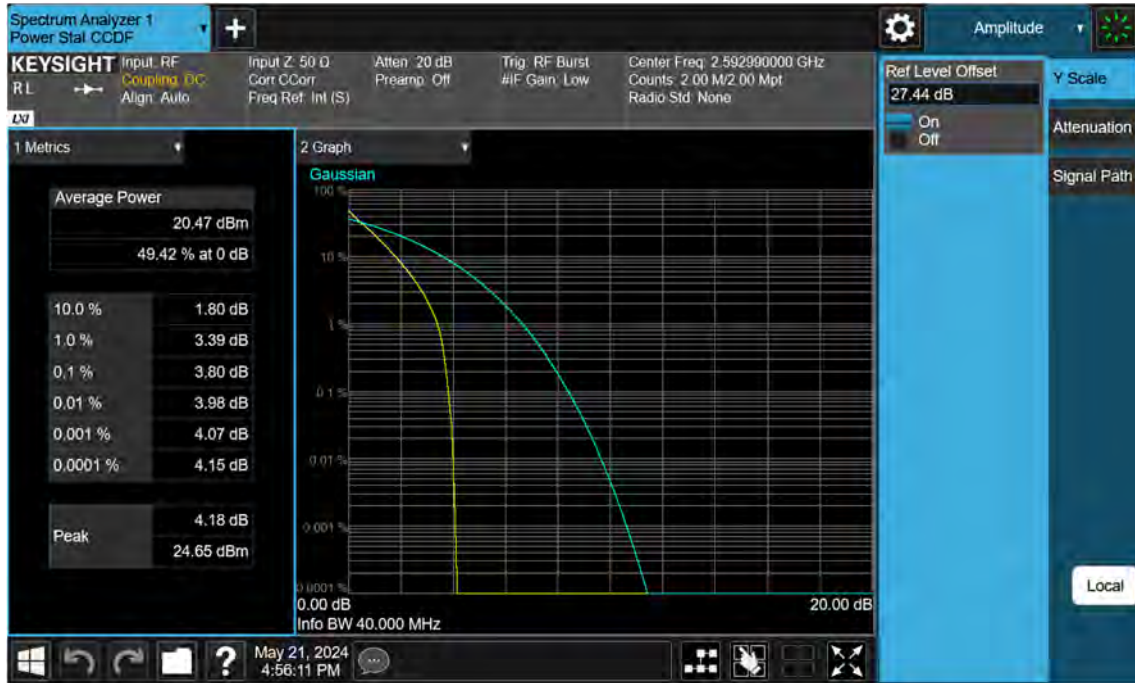 Spectrum Analyzer 1
Power Stat CCDF
Amplitude
KEYSIGHT
RL
LXI
Input: RF
Coupling: DC
Align: Auto
Input Z: 50 Ω
Corr CCorr
Freq Ref: Int (S)
Atten: 20 dB
Preamp: Off
Trig: RF Burst
#IF Gain: Low
Center Freq: 2.592990000 GHz
Counts: 2.00 M/2.00 Mpt
Radio Std: None
Ref Level Offset
27.44 dB
On
Off
Y Scale
Attenuation
Signal Path
Local
1 Metrics
Average Power
20.47 dBm
49.42 % at 0 dB
10.0 % 1.80 dB
1.0 % 3.39 dB
0.1 % 3.80 dB
0.01 % 3.98 dB
0.001 % 4.07 dB
0.0001 % 4.15 dB
Peak
4.18 dB
24.65 dBm
2 Graph
Gaussian
100 %
10 %
1 %
0.1 %
0.01 %
0.001 %
0.0001 %
0.00 dB 20.00 dB
Info BW 40.000 MHz
?
May 21, 2024
4:56:11 PM